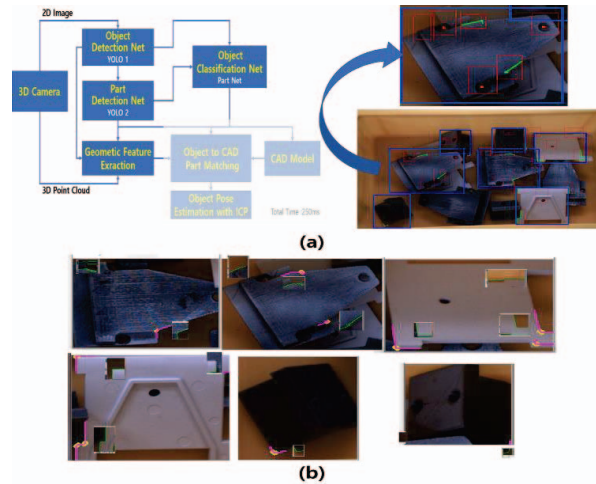 2D Image
Object
Detection Net
YOLO 1
Object
Classification Net
Part Net
3D Camera
Part
Detection Net
YOLO 2
Geometric Feature
Exraction
Object to CAD
Part Matching
CAD Model
3D Point Cloud
Object Pose
Estimation with ICP
Total Time 200ms
(a)
(b)